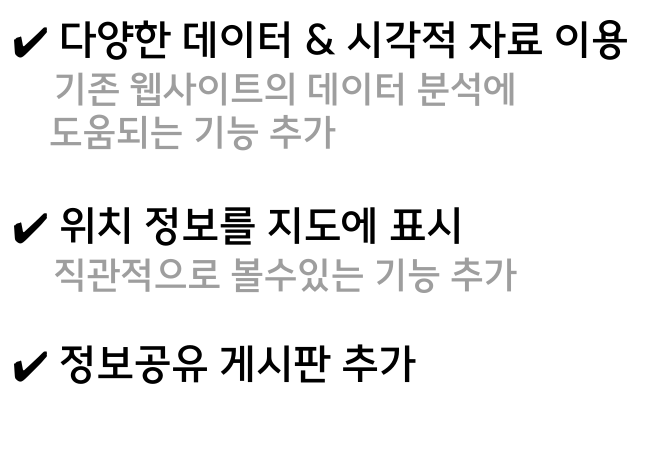 ✔ 다양한 데이터 & 시각적 자료 이용
기존 웹사이트의 데이터 분석에
도움되는 기능 추가
✔ 위치 정보를 지도에 표시
직관적으로 볼수있는 기능 추가
✔ 정보공유 게시판 추가